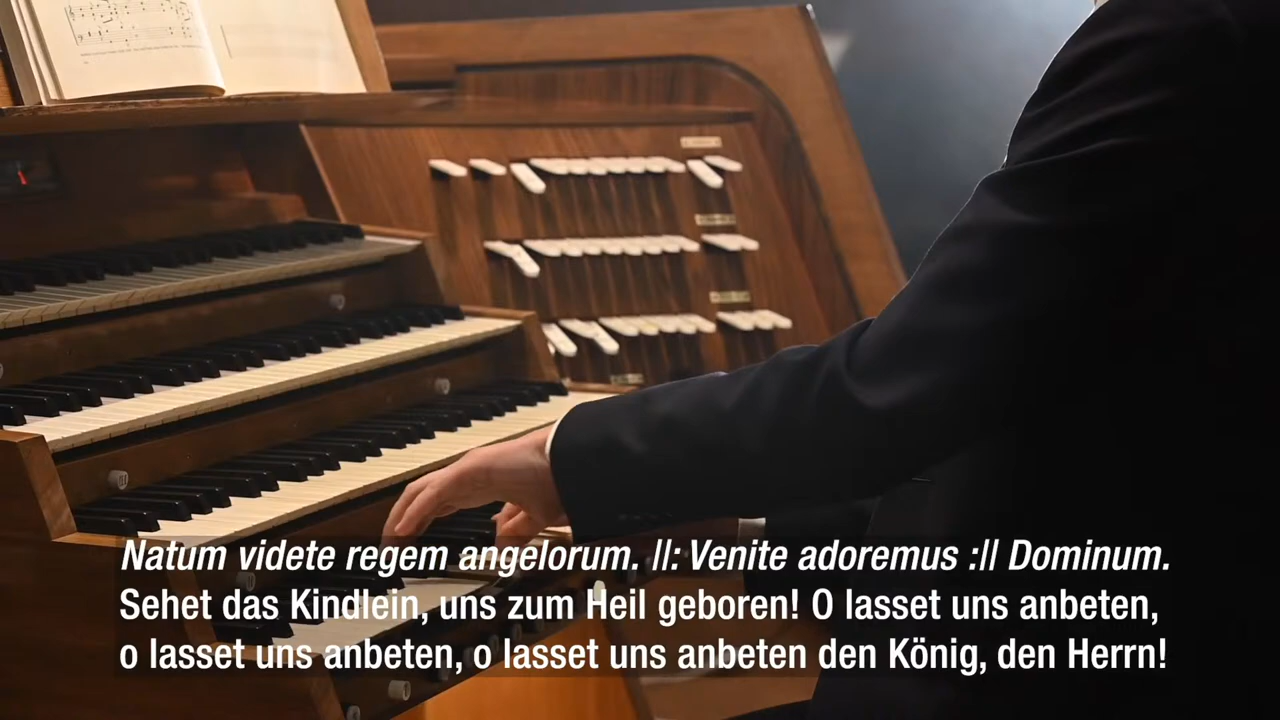 Natum videte regem angelorum. ||: Venite adoremus :|| Dominum.
Sehet das Kindlein, uns zum Heil geboren! O lasset uns anbeten,
o lasset uns anbeten, o lasset uns anbeten den König, den Herrn!